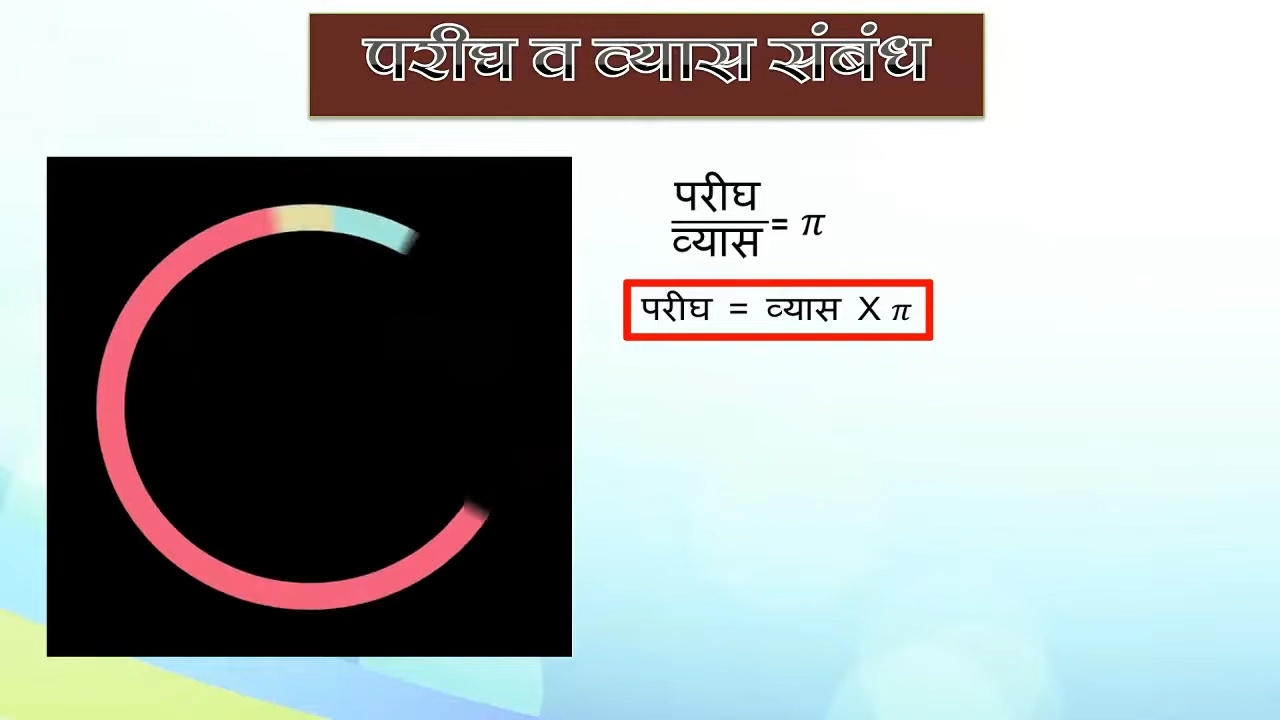 परीघ व व्यास संबंध
परीघ
व्यास = π
परीघ = व्यास X π